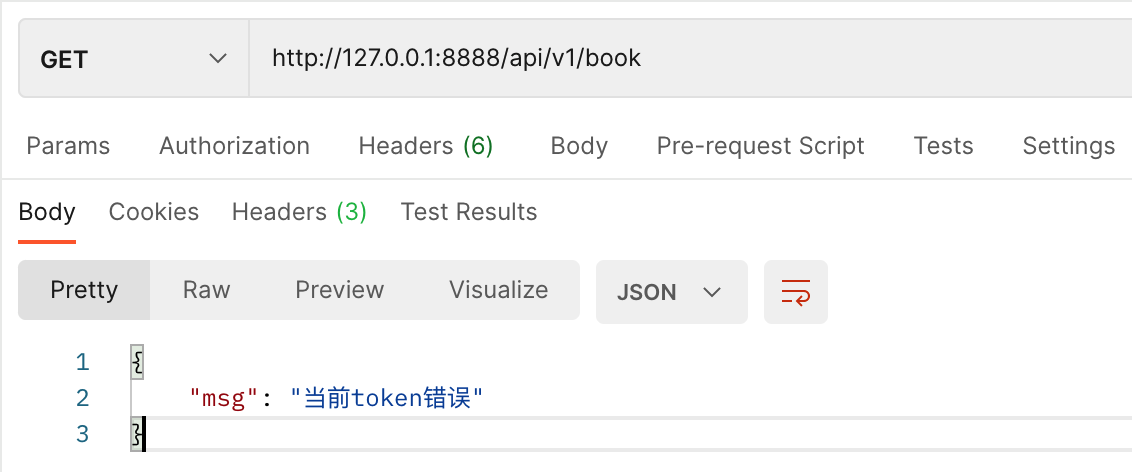 GET http://127.0.0.1:8888/api/v1/book
Params Authorization Headers (6) Body Pre-request Script Tests Settings
Body Cookies Headers (3) Test Results
Pretty Raw Preview Visualize JSON
1 {
2 "msg": "当前token错误"
3 }